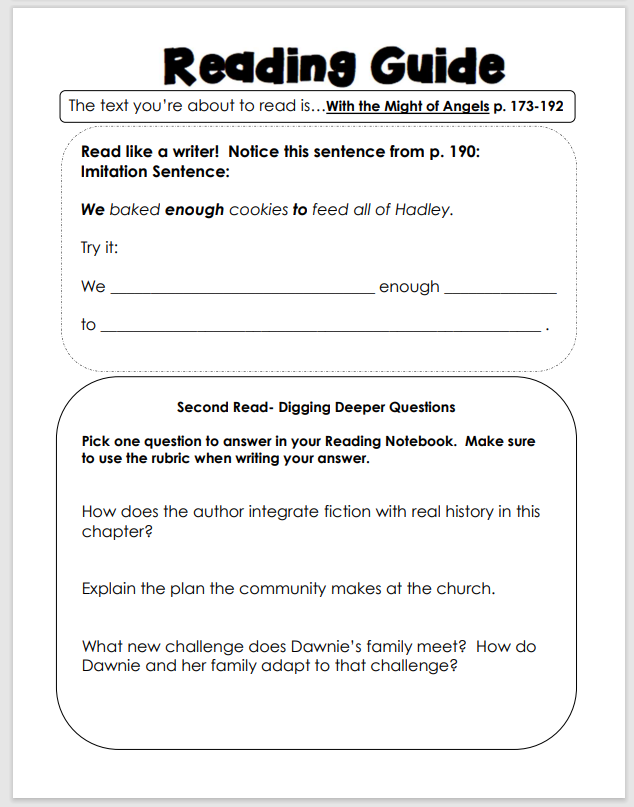 Reading Guide
The text you’re about to read is…With the Might of Angels p. 173-192
Read like a writer!  Notice this sentence from p. 190:
Imitation Sentence:
We baked enough cookies to feed all of Hadley.
Try it:
We ______________________________ enough _____________
to __________________________________________________ .
Second Read- Digging Deeper Questions
Pick one question to answer in your Reading Notebook.  Make sure
to use the rubric when writing your answer.
How does the author integrate fiction with real history in this
chapter?
Explain the plan the community makes at the church.
What new challenge does Dawnie’s family meet?  How do
Dawnie and her family adapt to that challenge?